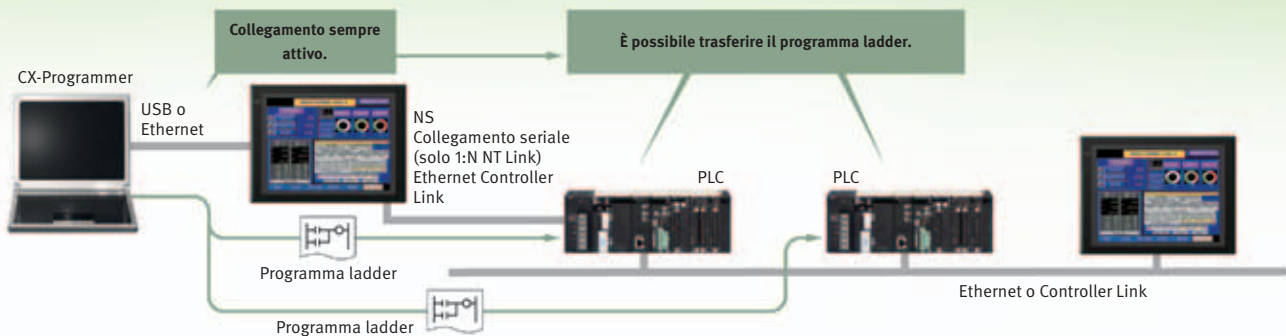 Collegamento sempre
attivo.
È possibile trasferire il programma ladder.
CX-Programmer
USB o
Ethernet
NS
Collegamento seriale
(solo 1:N NT Link)
Ethernet Controller
Link
PLC
PLC
Programma ladder
Programma ladder
Ethernet o Controller Link